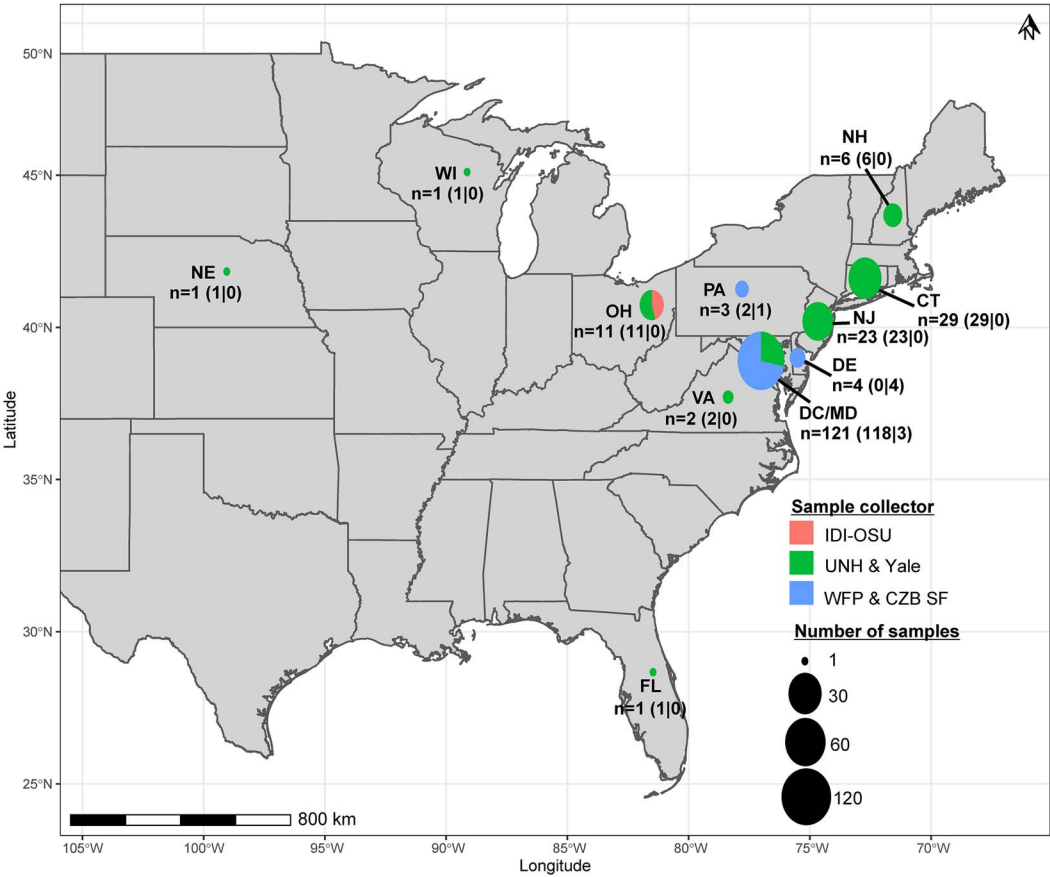 N
50°N
45°N
40°N
35°N
30°N
25°N
Latitude
NH
n=6 (6|0)
WI
n=1 (1|0)
NE
n=1 (1|0)
OH
n=11 (11|0)
PA
n=3 (2|1)
CT
n=29 (29|0)
NJ
n=23 (23|0)
DE
n=4 (0|4)
VA
n=2 (2|0)
DC/MD
n=121 (118|3)
FL
n=1 (1|0)
Sample collector
IDI-OSU
UNH & Yale
WFP & CZB SF
Number of samples
1
30
60
120
800 km
105°W
100°W
95°W
90°W
85°W
80°W
75°W
70°W
Longitude